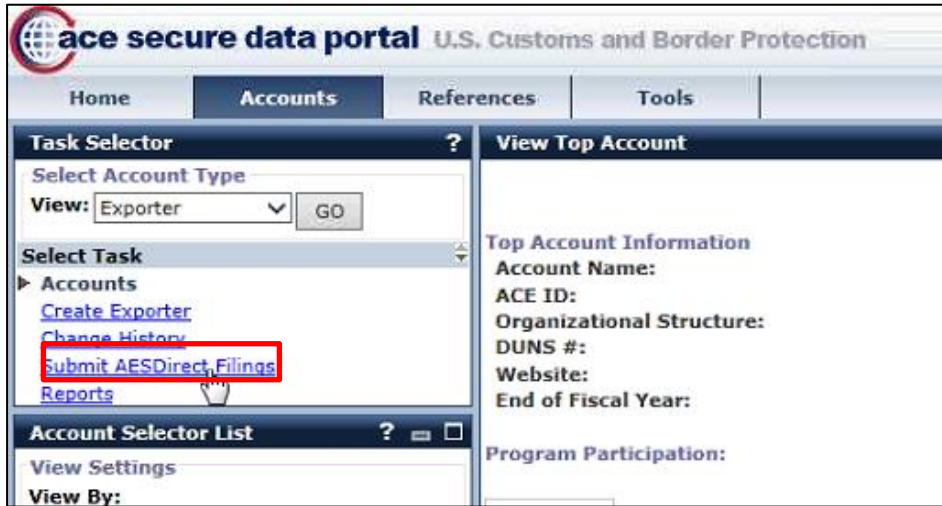 ace secure data portal U.S. Customs and Border Protection
Home Accounts References Tools
Task Selector ?
Select Account Type
View: Exporter GO
Select Task
Accounts
Create Exporter
Change History
Submit AESDirect Filings
Reports
Account Selector List ?
View Settings
View By:
View Top Account
Top Account Information
Account Name:
ACE ID:
Organizational Structure:
DUNS #:
Website:
End of Fiscal Year:
Program Participation: